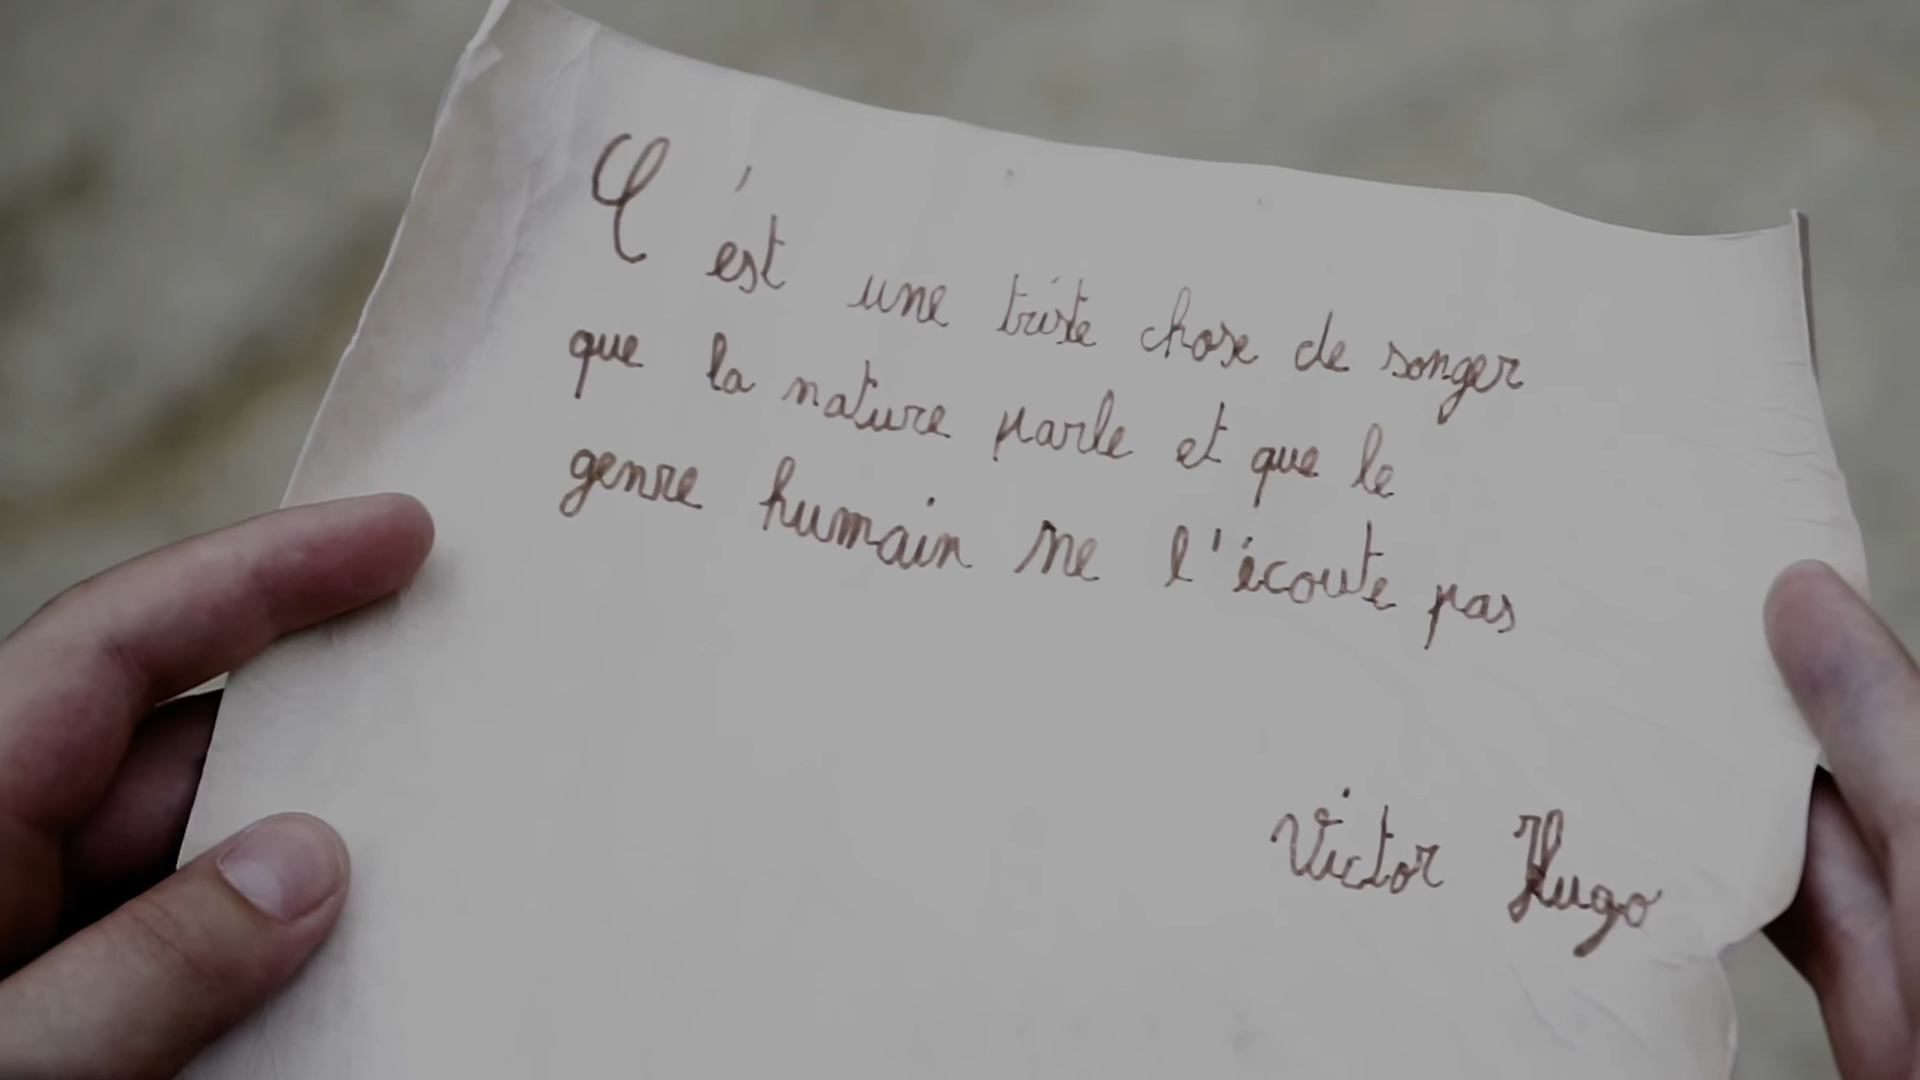 C'est une triste chose de songer
que la nature parle et que le
genre humain ne l'écoute pas
Victor Hugo